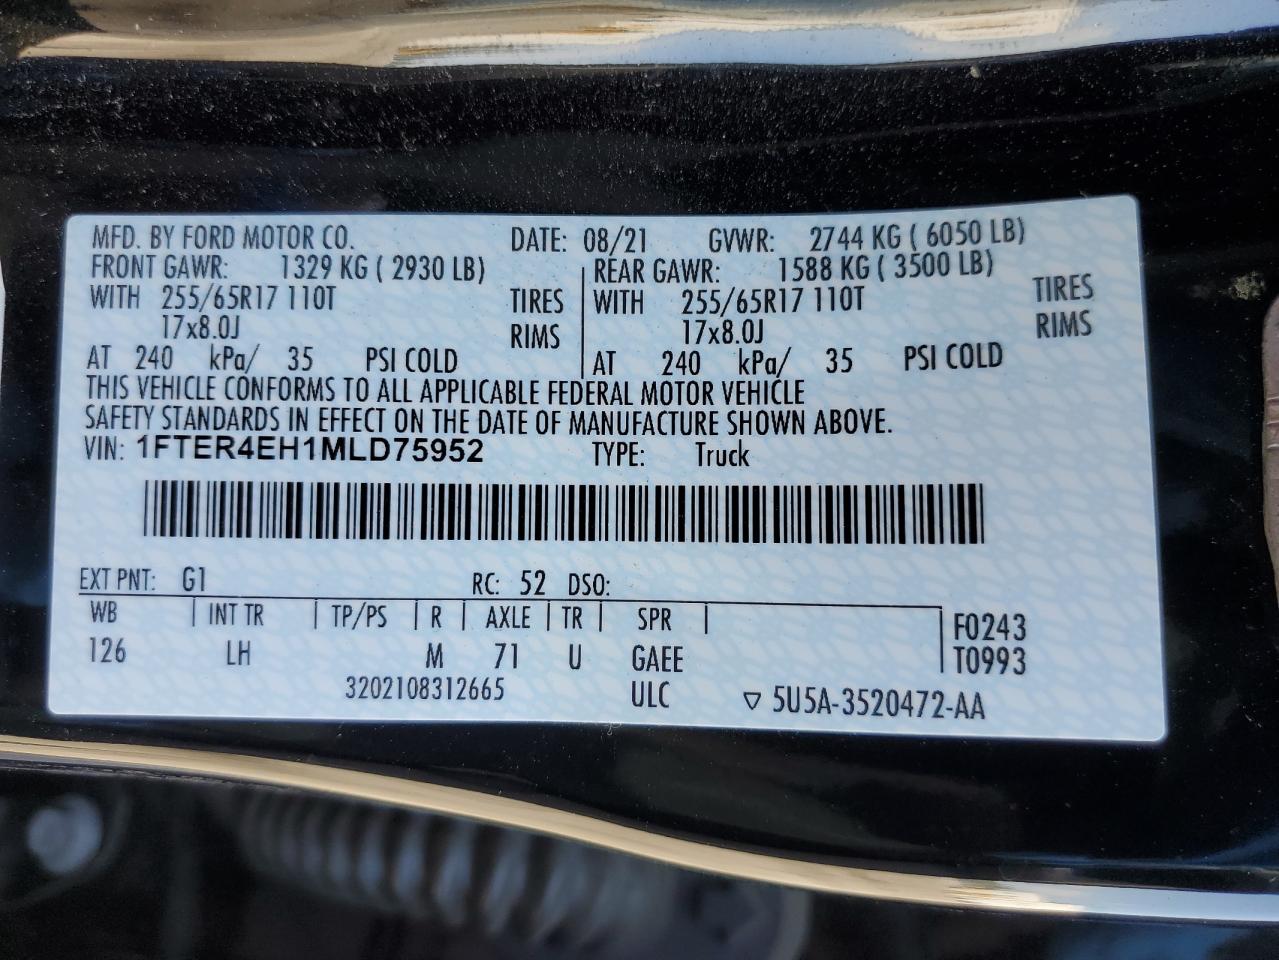 MFD. BY FORD MOTOR CO. DATE: 08/21 GVWR: 2744 KG ( 6050 LB)
FRONT GAWR: 1329 KG ( 2930 LB) REAR GAWR: 1588 KG ( 3500 LB)
WITH 255/65R17 110T TIRES WITH 255/65R17 110T TIRES
17x8.0J RIMS 17x8.0J RIMS
AT 240 kPa/ 35 PSI COLD AT 240 kPa/ 35 PSI COLD
THIS VEHICLE CONFORMS TO ALL APPLICABLE FEDERAL MOTOR VEHICLE
SAFETY STANDARDS IN EFFECT ON THE DATE OF MANUFACTURE SHOWN ABOVE.
VIN: 1FTER4EH1MLD75952 TYPE: Truck
EXT PNT: G1 RC: 52 DSO:
WB INT TR TP/PS R AXLE TR SPR F0243
126 LH M 71 U GAEE T0993
3202108312665 ULC ▽ 5U5A-3520472-AA